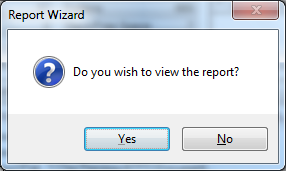 Report Wizard
Do you wish to view the report?
Yes
No